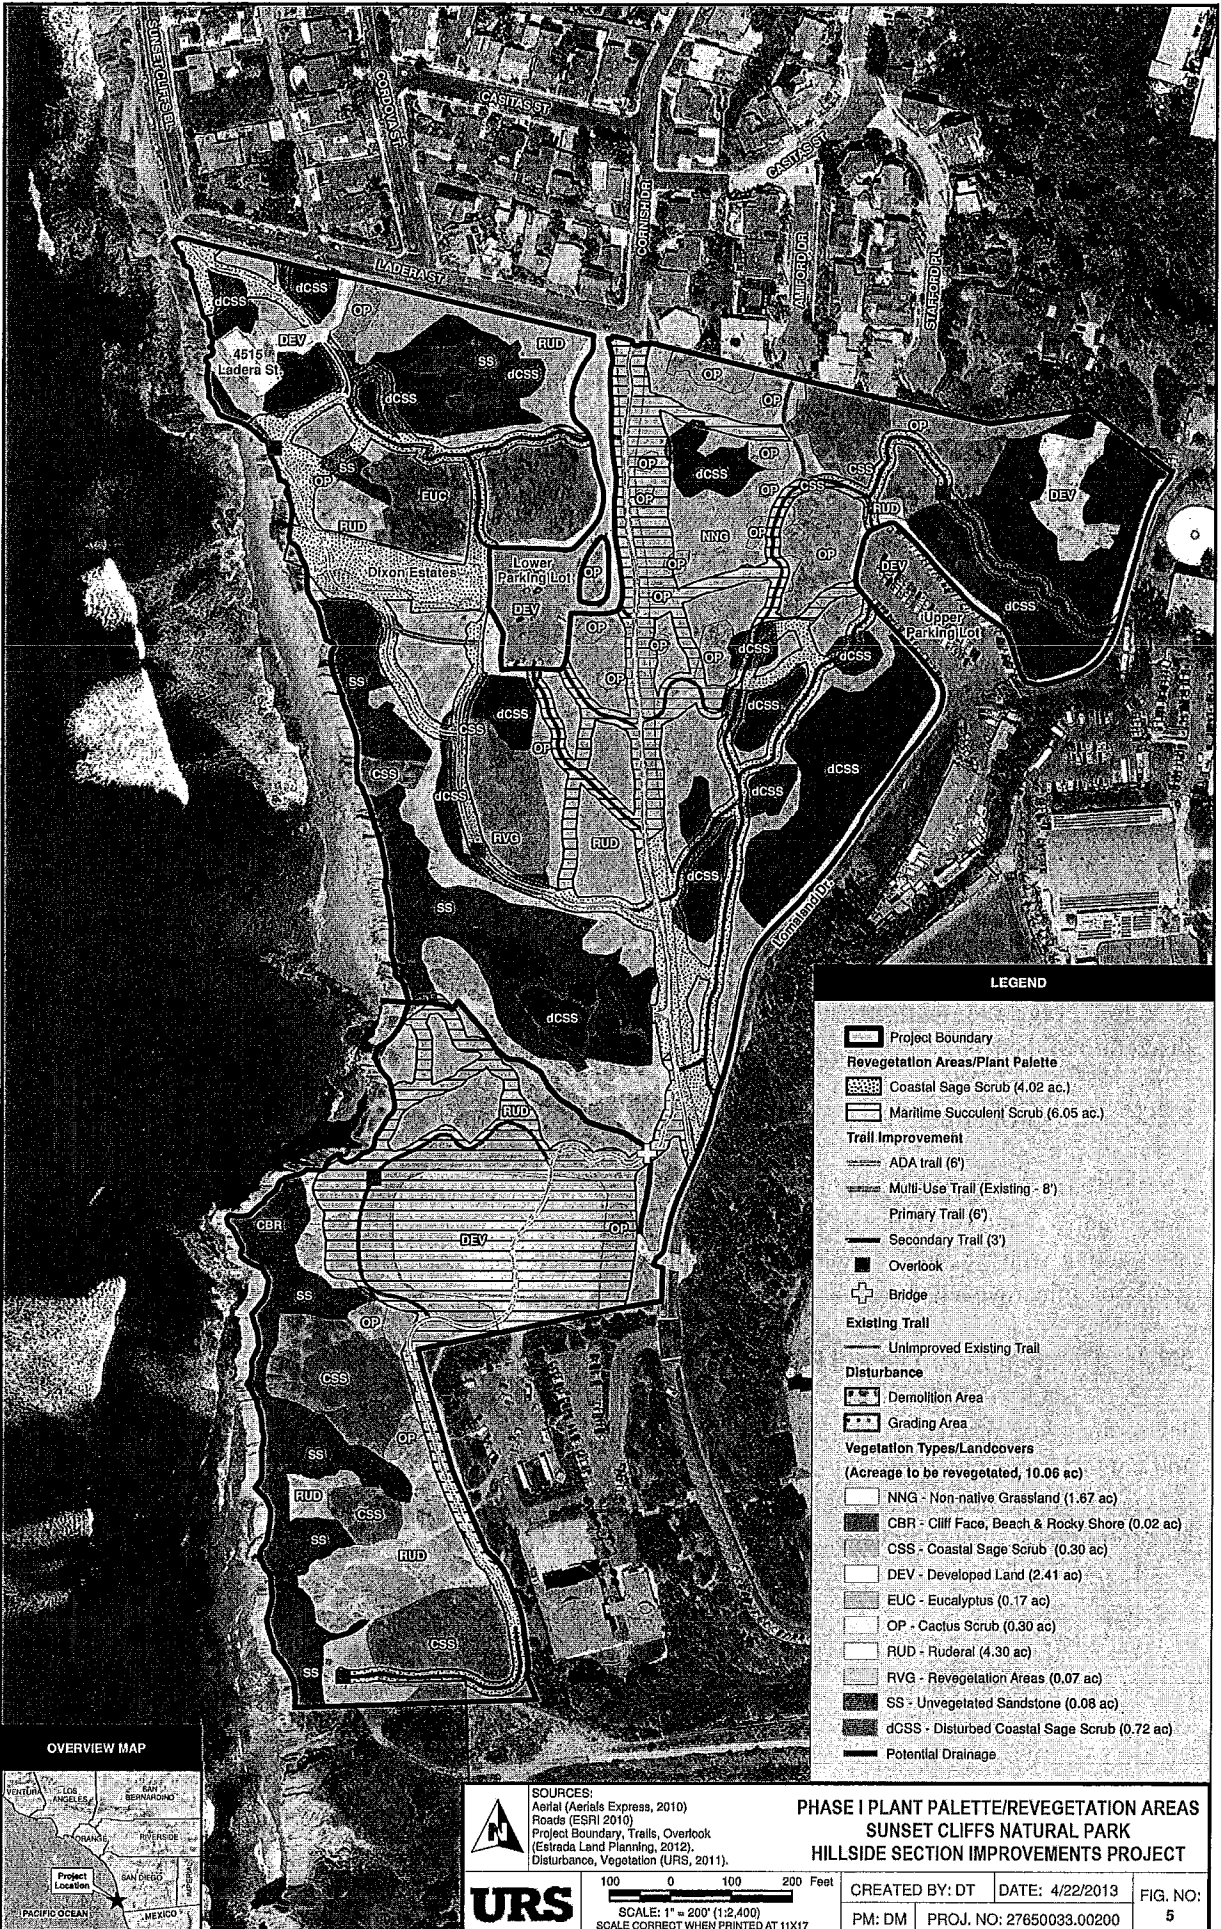 SUNSET CLIFFS BL
CORDOVA ST
CASITAS ST
CORNISH DR
CASITAS ST
AMIFORD DR
STAFFORD PL
LADERA ST
dCSS
dCSS
OP
DEV
4515
Ladera St.
RUD
SS
dCSS
dCSS
OP
OP
OP
CSS
OP
SS
OP
EUC
RUD
OP
OP
dCSS
OP
OP
CSS
RUD
DEV
NNG
OP
OP
Dixon Estates
Lower
Parking Lot
DEV
OP
OP
OP
DEV
Upper
Parking Lot
dCSS
OP
OP
OP
dCSS
dCSS
SS
OP
dCSS
dCSS
CSS
OP
CSS
dCSS
dCSS
dCSS
RVG
RUD
dCSS
SS
Lomaland Dr.
dCSS
RUD
CBR
OP
DEV
SS
OP
CSS
OP
SS
RUD
CSS
SS
RUD
CSS
SS
LEGEND
Project Boundary
Revegetation Areas/Plant Palette
Coastal Sage Scrub (4.02 ac.)
Maritime Succulent Scrub (6.05 ac.)
Trail Improvement
ADA trail (6')
Multi-Use Trail (Existing - 8')
Primary Trail (6')
Secondary Trail (3')
Overlook
Bridge
Existing Trail
Unimproved Existing Trail
Disturbance
Demolition Area
Grading Area
Vegetation Types/Landcovers
(Acreage to be revegetated, 10.06 ac)
NNG - Non-native Grassland (1.67 ac)
CBR - Cliff Face, Beach & Rocky Shore (0.02 ac)
CSS - Coastal Sage Scrub (0.30 ac)
DEV - Developed Land (2.41 ac)
EUC - Eucalyptus (0.17 ac)
OP - Cactus Scrub (0.30 ac)
RUD - Ruderal (4.30 ac)
RVG - Revegetation Areas (0.07 ac)
SS - Unvegetated Sandstone (0.08 ac)
dCSS - Disturbed Coastal Sage Scrub (0.72 ac)
Potential Drainage
OVERVIEW MAP
VENTURA
LOS
ANGELES
SAN
BERNARDINO
ORANGE
RIVERSIDE
Project
Location
SAN DIEGO
IMPERIAL
PACIFIC OCEAN
MEXICO
N
SOURCES:
Aerial (Aerials Express, 2010)
Roads (ESRI 2010)
Project Boundary, Trails, Overlook
(Estrada Land Planning, 2012).
Disturbance, Vegetation (URS, 2011).
PHASE I PLANT PALETTE/REVEGETATION AREAS
SUNSET CLIFFS NATURAL PARK
HILLSIDE SECTION IMPROVEMENTS PROJECT
URS
100 0 100 200 Feet
SCALE: 1" = 200' (1:2,400)
SCALE CORRECT WHEN PRINTED AT 11X17
CREATED BY: DT
DATE: 4/22/2013
FIG. NO:
5
PM: DM
PROJ. NO: 27650033.00200